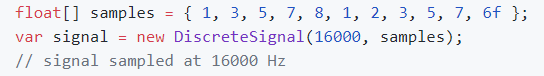 float[] samples = { 1, 3, 5, 7, 8, 1, 2, 3, 5, 7, 6f };
var signal = new DiscreteSignal(16000, samples);
// signal sampled at 16000 Hz